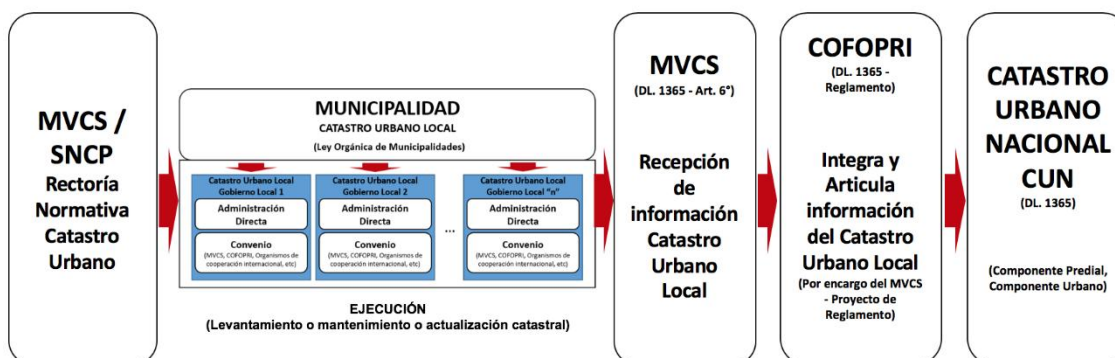 MVCS /
SNCP
Rectoría
Normativa
Catastro
Urbano
MUNICIPALIDAD
CATASTRO URBANO LOCAL
(Ley Orgánica de Municipalidades)
Catastro Urbano Local
Gobierno Local 1
Administración
Directa
Convenio
(MVCS, COFOPRI, Organismos de
cooperación internacional, etc)
Catastro Urbano Local
Gobierno Local 2
Administración
Directa
Convenio
(MVCS, COFOPRI, Organismos de
cooperación internacional, etc)
...
Catastro Urbano Local
Gobierno Local "n"
Administración
Directa
Convenio
(MVCS, COFOPRI, Organismos de
cooperación internacional, etc)
EJECUCIÓN
(Levantamiento o mantenimiento o actualización catastral)
MVCS
(DL. 1365 - Art. 6°)
Recepción
de
información
Catastro
Urbano
Local
COFOPRI
(DL. 1365 -
Reglamento)
Integra y
Articula
información
del Catastro
Urbano Local
(Por encargo del MVCS
- Proyecto de
Reglamento)
CATASTRO
URBANO
NACIONAL
CUN
(DL. 1365)
(Componente Predial,
Componente Urbano)